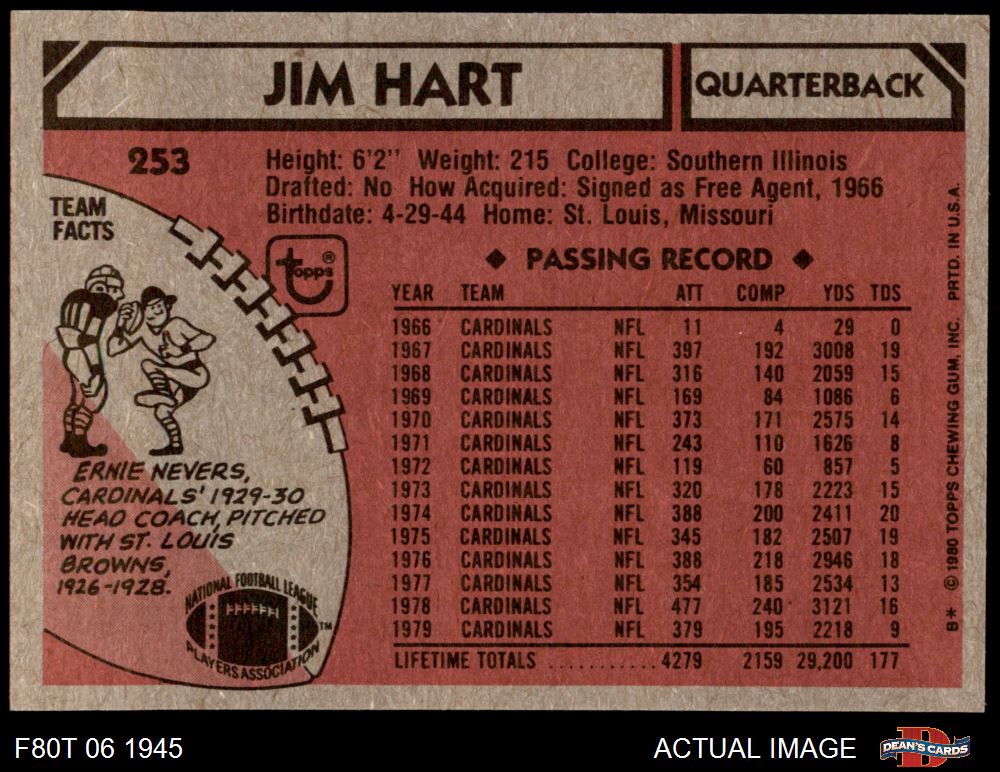 JIM HART
QUARTERBACK
253
Height: 6'2" Weight: 215 College: Southern Illinois
Drafted: No How Acquired: Signed as Free Agent, 1966
Birthdate: 4-29-44 Home: St. Louis, Missouri
TEAM
FACTS
topps®
◆ PASSING RECORD ◆
YEAR TEAM ATT COMP YDS TDS
1966 CARDINALS NFL 11 4 29 0
1967 CARDINALS NFL 397 192 3008 19
1968 CARDINALS NFL 316 140 2059 15
1969 CARDINALS NFL 169 84 1086 6
1970 CARDINALS NFL 373 171 2575 14
1971 CARDINALS NFL 243 110 1626 8
1972 CARDINALS NFL 119 60 857 5
1973 CARDINALS NFL 320 178 2223 15
1974 CARDINALS NFL 388 200 2411 20
1975 CARDINALS NFL 345 182 2507 19
1976 CARDINALS NFL 388 218 2946 18
1977 CARDINALS NFL 354 185 2534 13
1978 CARDINALS NFL 477 240 3121 16
1979 CARDINALS NFL 379 195 2218 9
LIFETIME TOTALS ........... 4279 2159 29,200 177
ERNIE NEVERS,
CARDINALS' 1929-30
HEAD COACH, PITCHED
WITH ST. LOUIS
BROWNS,
1926-1928.
NATIONAL FOOTBALL LEAGUE
PLAYERS ASSOCIATION™
B* © 1980 TOPPS CHEWING GUM, INC. PRTD. IN U.S.A.
F80T 06 1945
ACTUAL IMAGE
D
DEAN'S CARDS